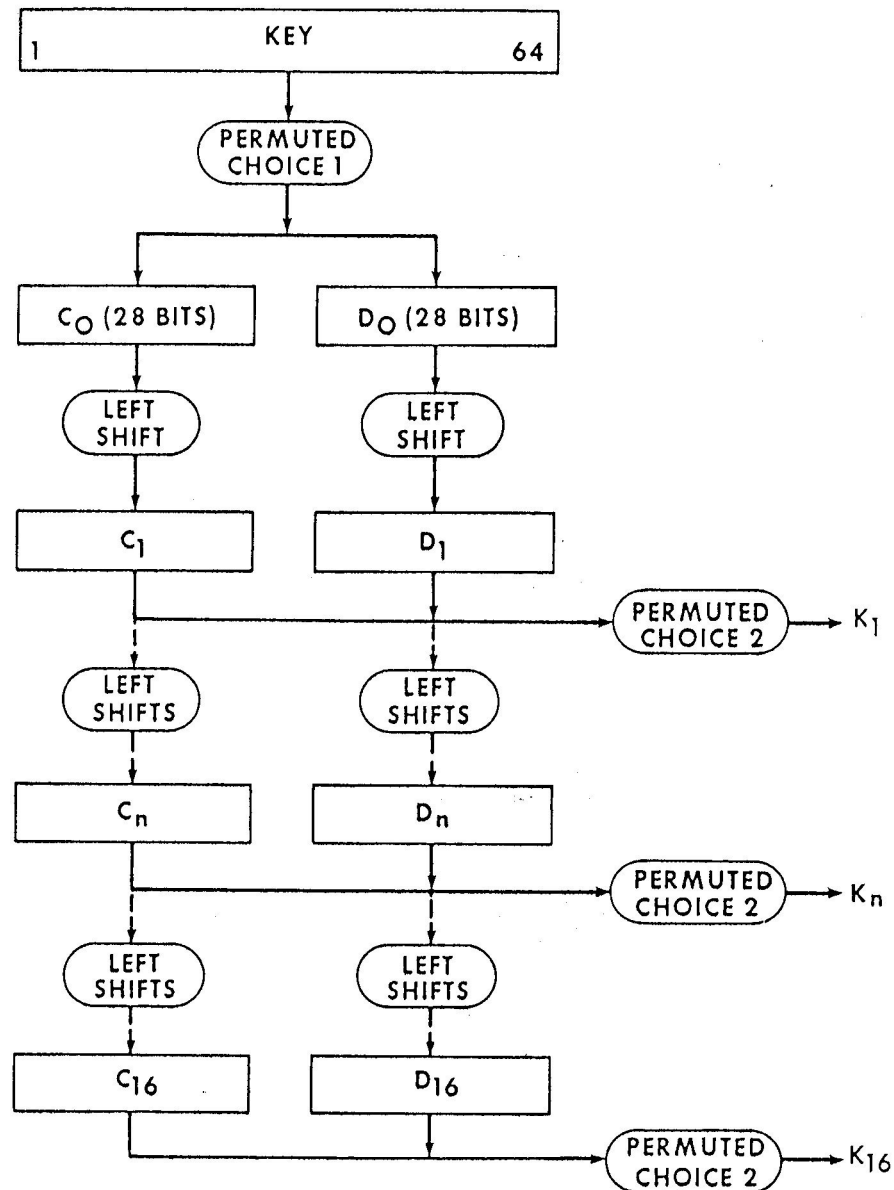 KEY
1 64
PERMUTED
CHOICE 1
C0 (28 BITS) D0 (28 BITS)
LEFT
SHIFT
LEFT
SHIFT
C1 D1
PERMUTED
CHOICE 2
K1
LEFT
SHIFTS
LEFT
SHIFTS
Cn Dn
PERMUTED
CHOICE 2
Kn
LEFT
SHIFTS
LEFT
SHIFTS
C16 D16
PERMUTED
CHOICE 2
K16